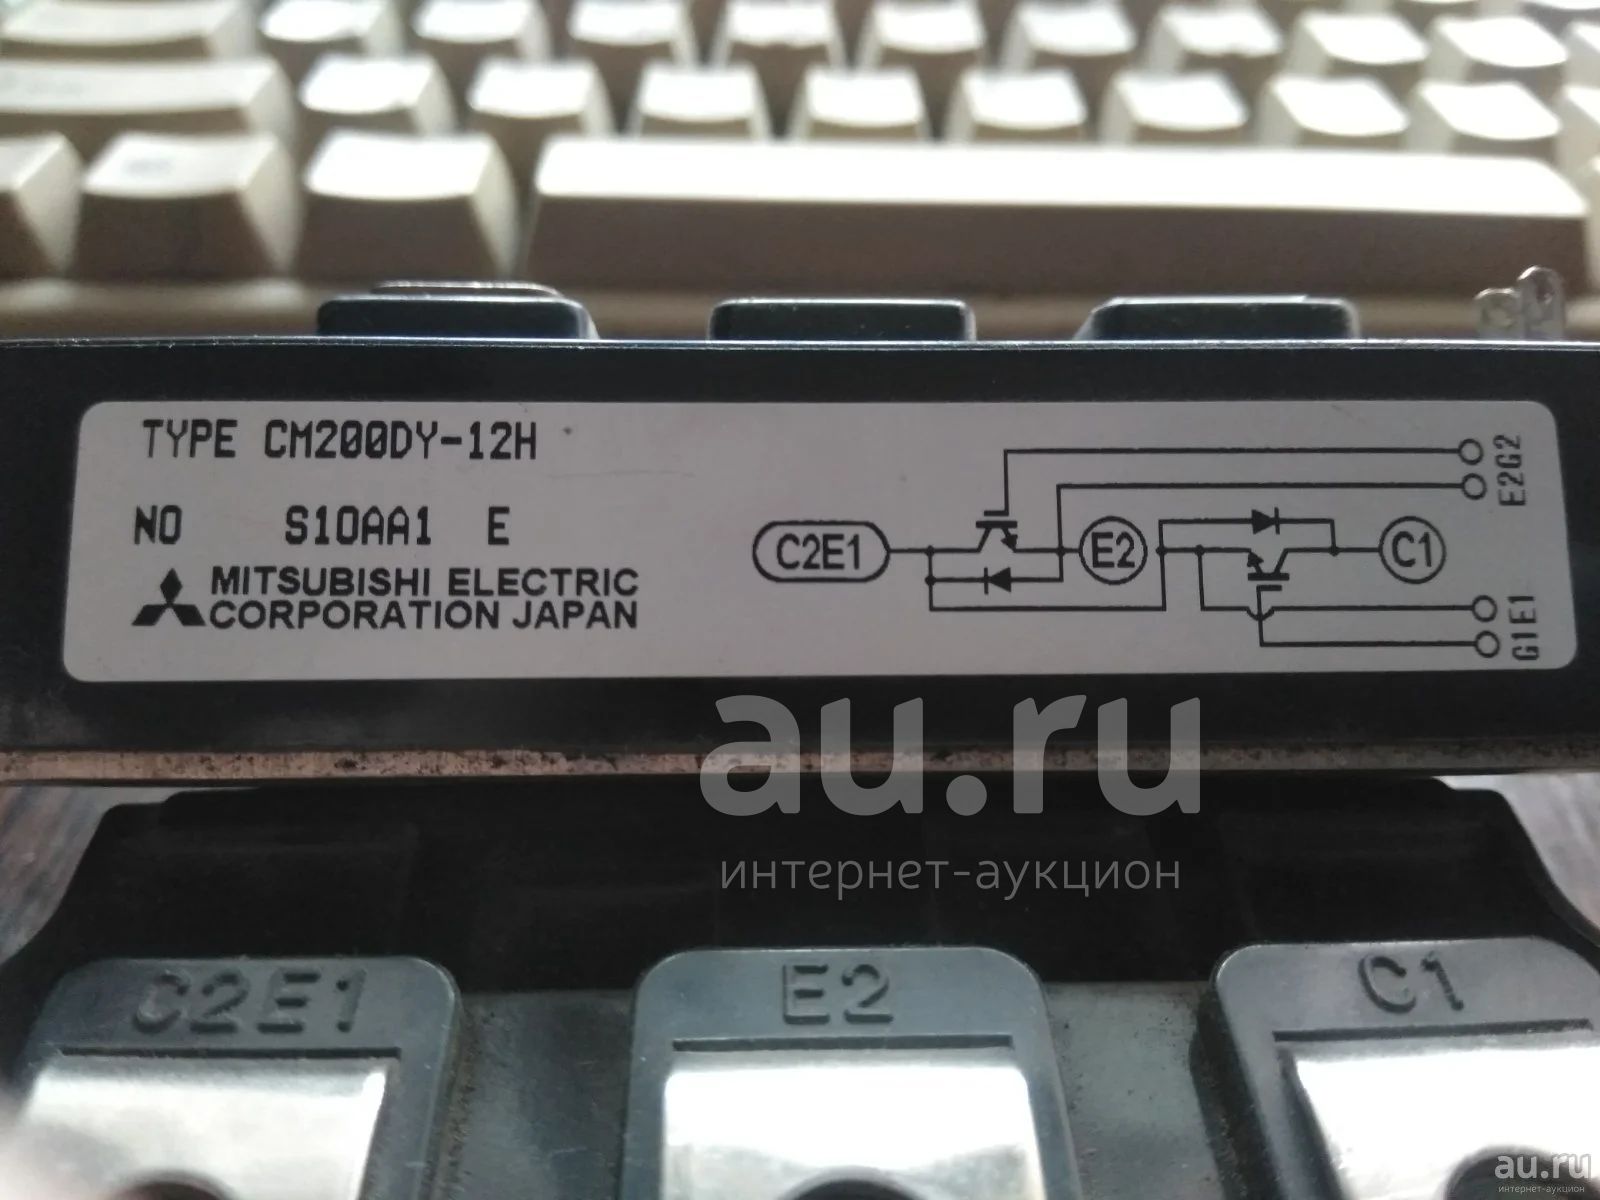 TYPE CM200DY-12H
NO S10AA1 E
MITSUBISHI ELECTRIC
CORPORATION JAPAN
C2E1
E2
C1
E2G2
G1E1
au.ru
интернет-аукцион
C2E1
E2
C1
au.ru
интернет-аукцион